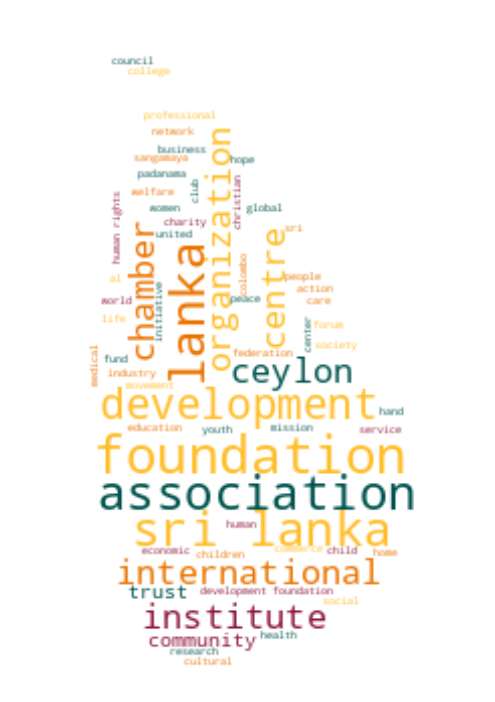 council
college
professional
network
business
sangamaya
hope
padanama
welfare
club
christian
women
global
human rights
charity
united
sri
organization
chamber
lanka
centre
colombo
al
people
action
initiative
world
peace
care
life
center
forum
medical
society
federation
fund
ceylon
industry
movement
development
hand
education
youth
mission
service
foundation
association
sri lanka
human
economic
children
commerce
child
home
international
trust
development foundation
social
institute
community
health
research
cultural